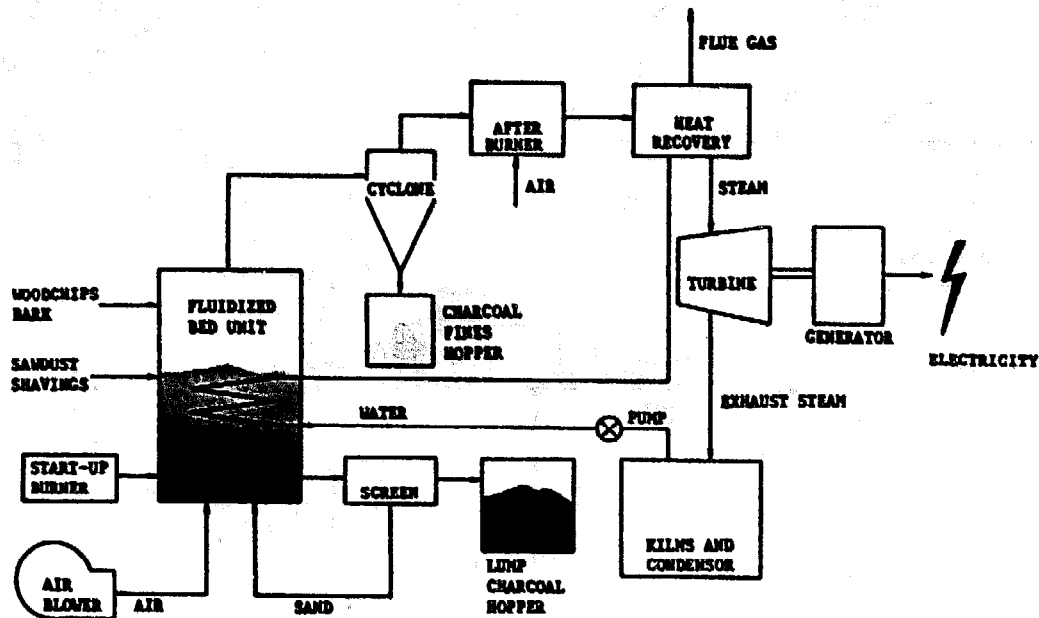 FLUE GAS
AFTER
BURNER
HEAT
RECOVERY
CYCLONE
AIR
STEAM
WOODCHIPS
BARK
FLUIDIZED
BED UNIT
CHARCOAL
FINES
HOPPER
TURBINE
GENERATOR
ELECTRICITY
SAWDUST
SHAVINGS
WATER
PUMP
EXHAUST STEAM
START-UP
BURNER
SCREEN
KILNS AND
CONDENSOR
LUMP
CHARCOAL
HOPPER
AIR
BLOWER
AIR
SAND